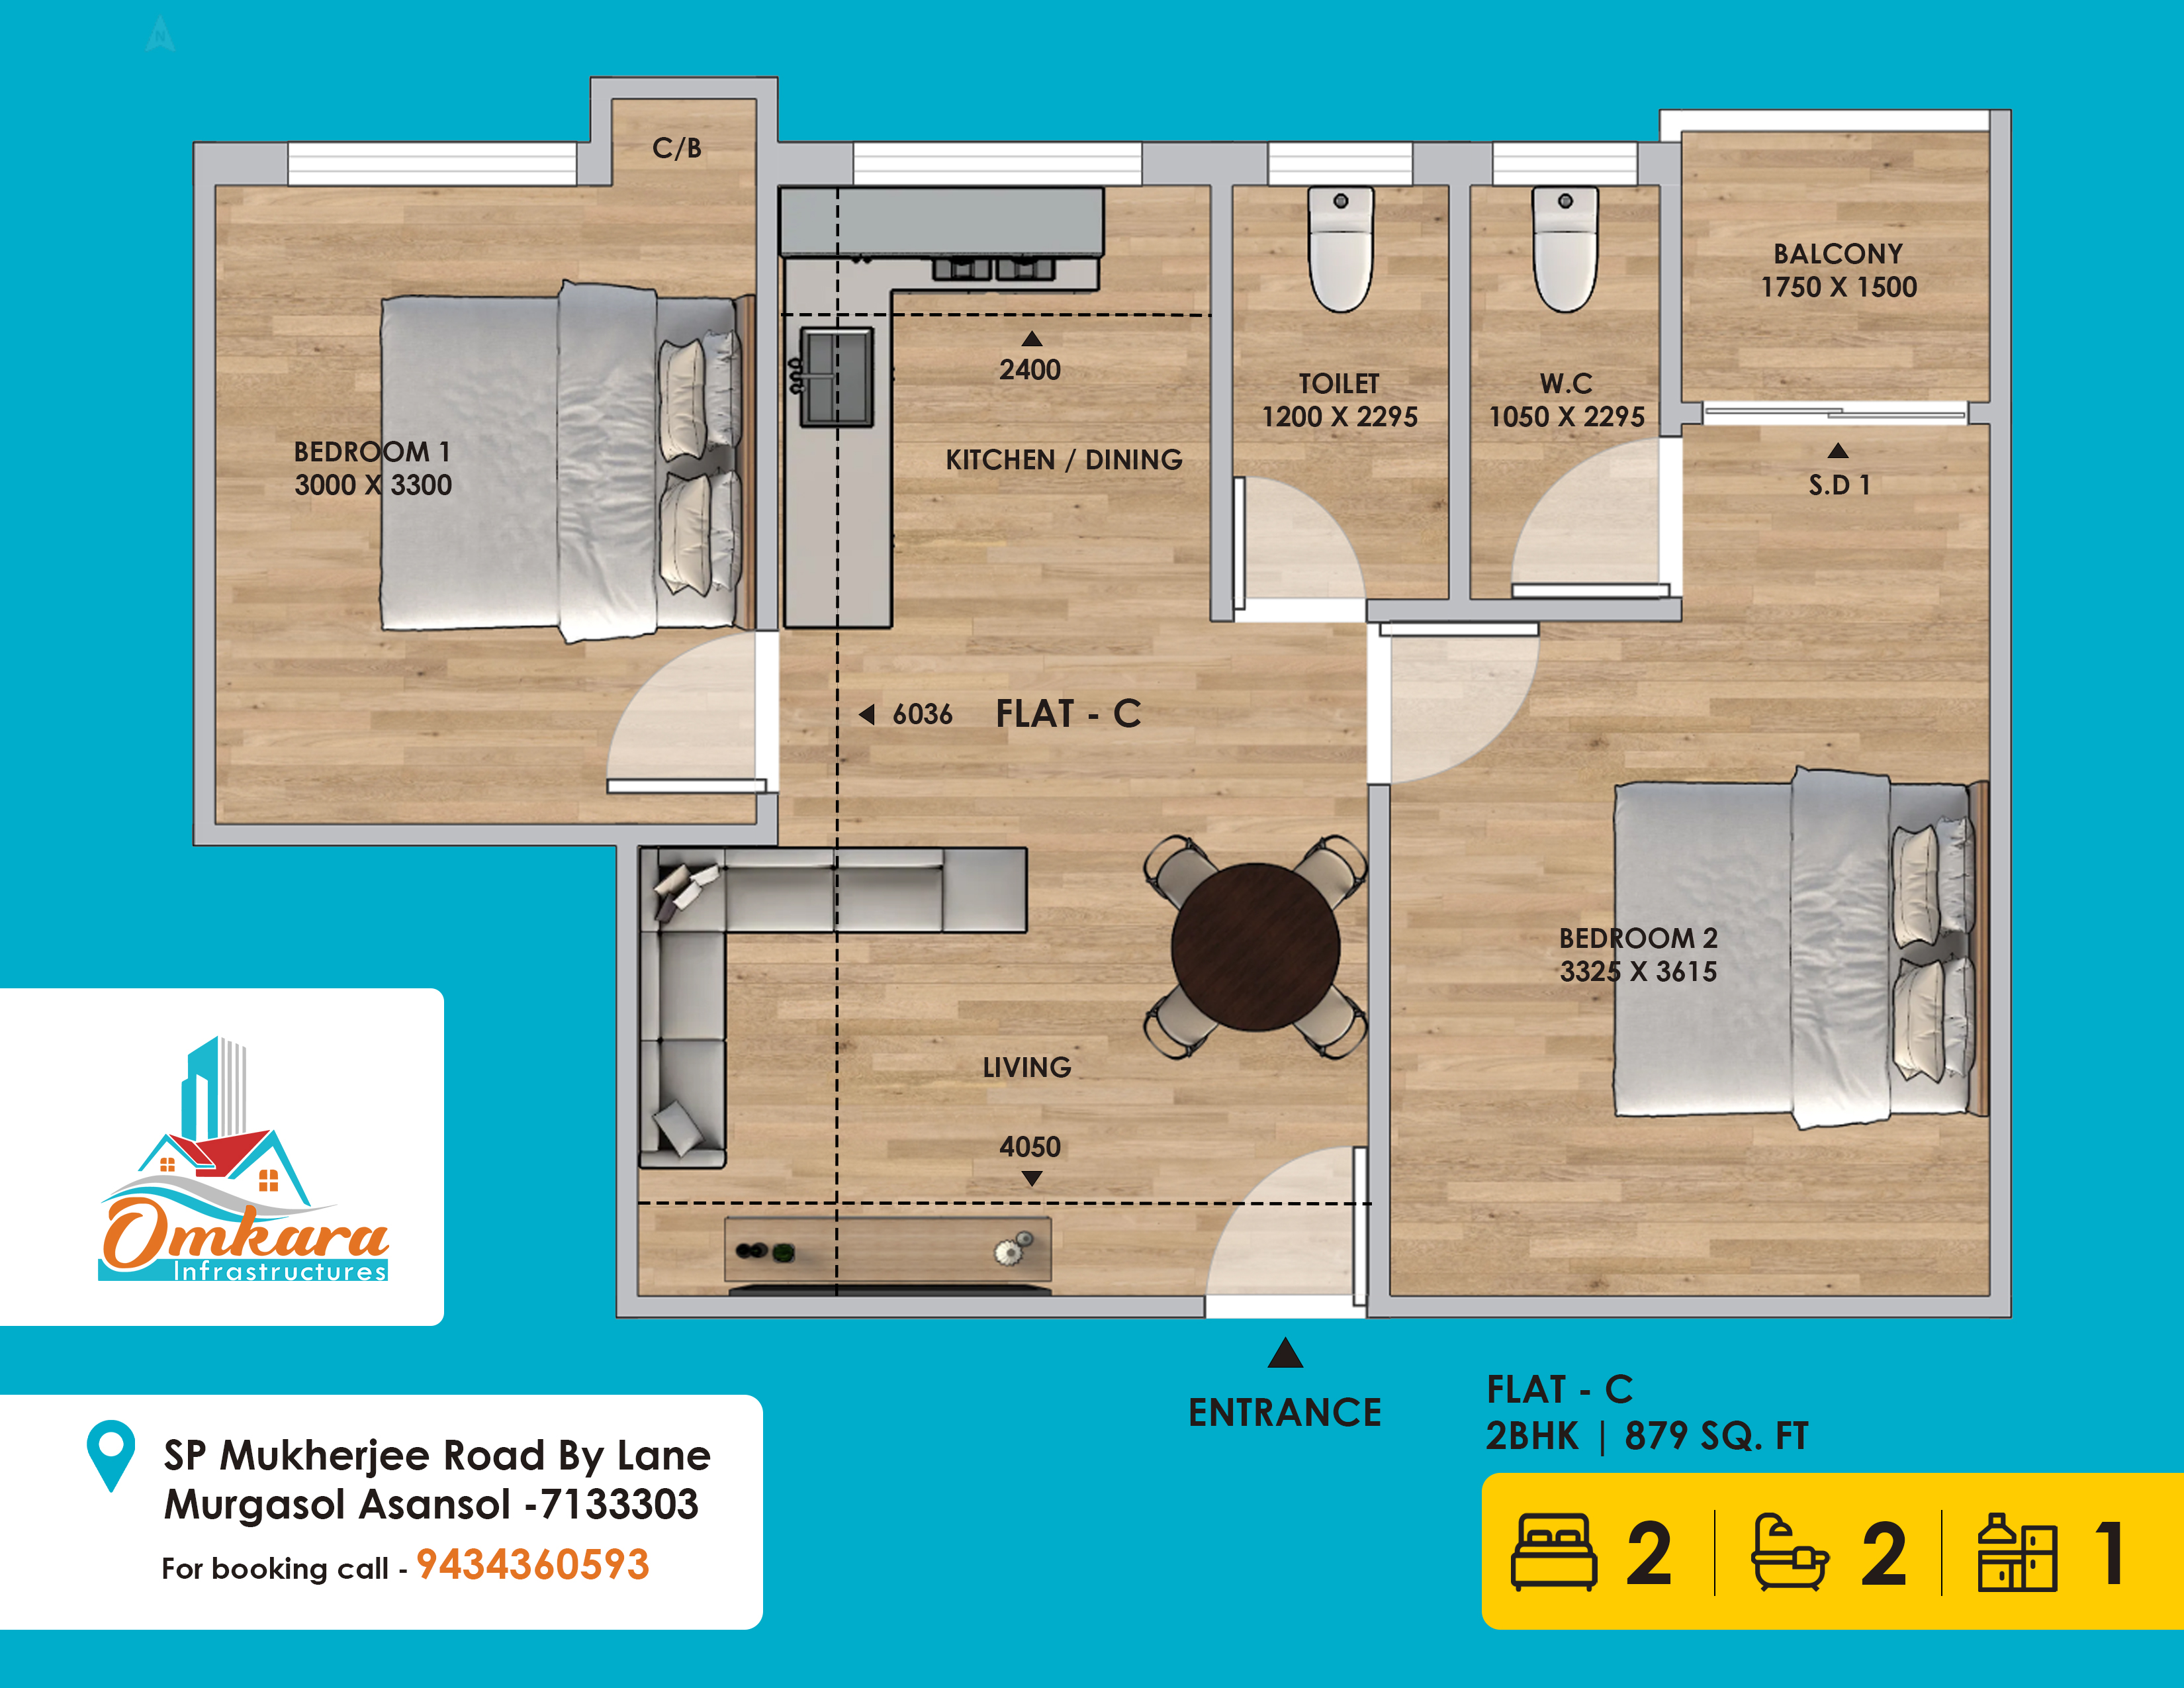 N
C/B
BALCONY
1750 X 1500
2400
TOILET
1200 X 2295
W.C
1050 X 2295
BEDROOM 1
3000 X 3300
KITCHEN / DINING
S.D 1
6036
FLAT - C
BEDROOM 2
3325 X 3615
LIVING
4050
Omkara
Infrastructures
ENTRANCE
FLAT - C
2BHK | 879 SQ. FT
SP Mukherjee Road By Lane
Murgasol Asansol -7133303
For booking call - 9434360593
2 | 2 | 1